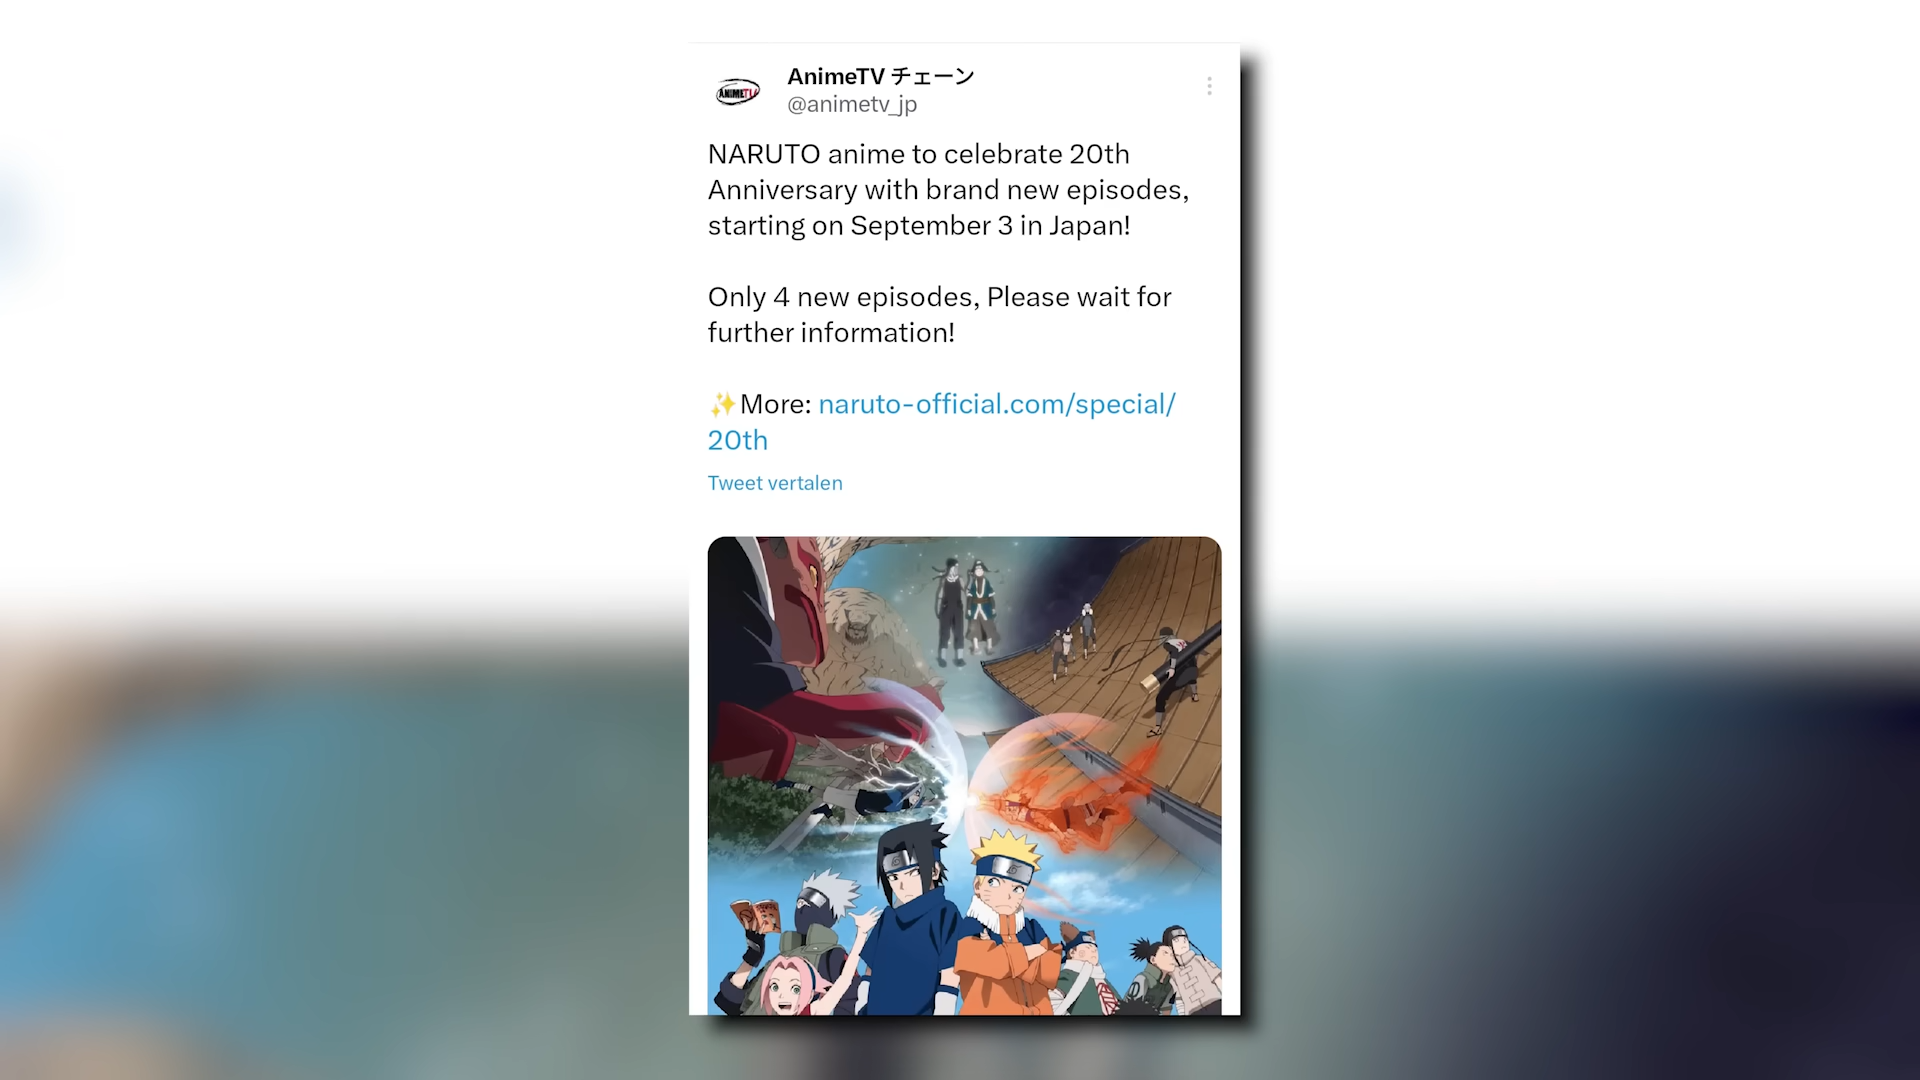 ANIMETV
AnimeTV チェーン
@animetv_jp
NARUTO anime to celebrate 20th
Anniversary with brand new episodes,
starting on September 3 in Japan!
Only 4 new episodes, Please wait for
further information!
✨More: naruto-official.com/special/
20th
Tweet vertalen